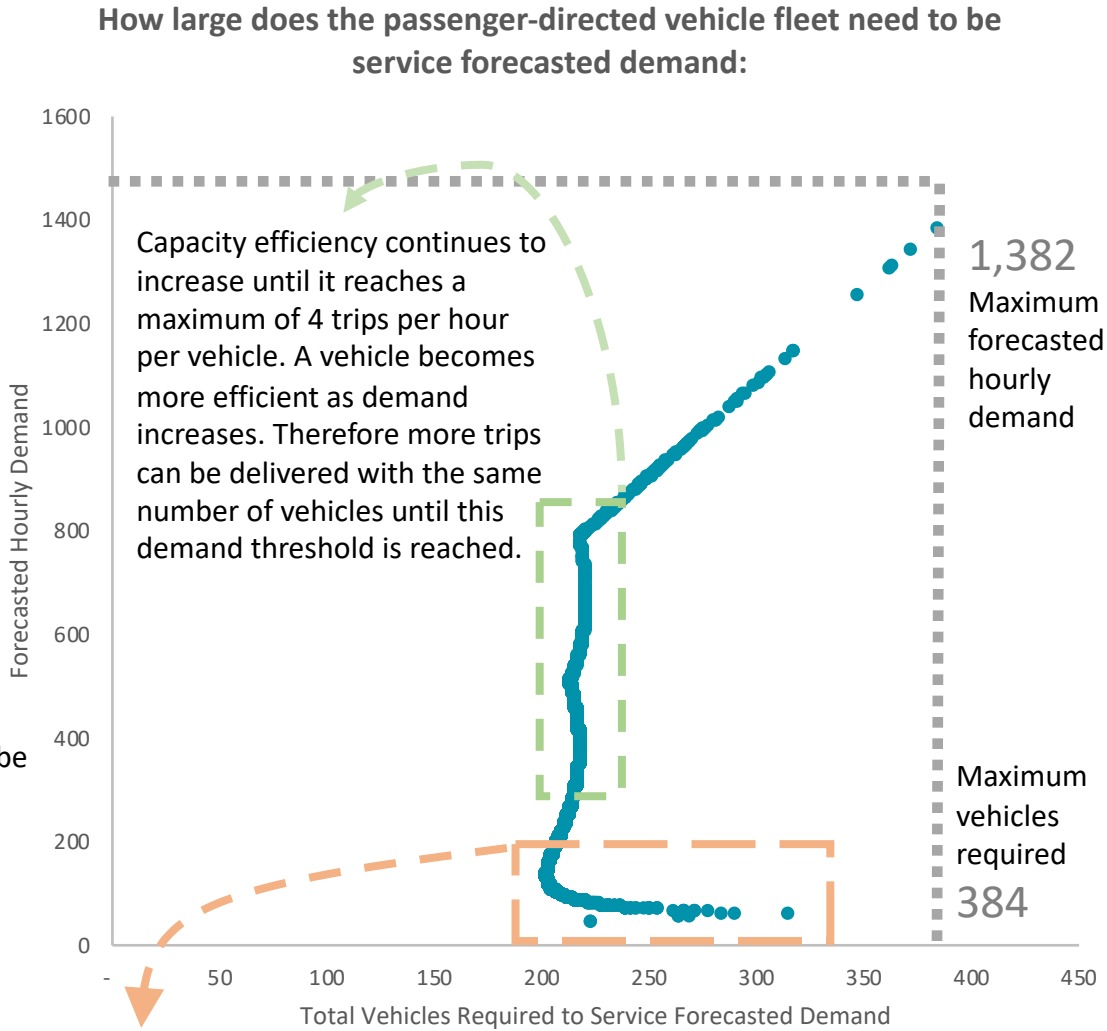 How large does the passenger-directed vehicle fleet need to be
service forecasted demand:
1600
1400
1200
1000
800
600
400
200
0
Forecasted Hourly Demand
Capacity efficiency continues to
increase until it reaches a
maximum of 4 trips per hour
per vehicle. A vehicle becomes
more efficient as demand
increases. Therefore more trips
can be delivered with the same
number of vehicles until this
demand threshold is reached.
1,382
Maximum
forecasted
hourly
demand
be
Maximum
vehicles
required
384
- 50 100 150 200 250 300 350 400 450
Total Vehicles Required to Service Forecasted Demand